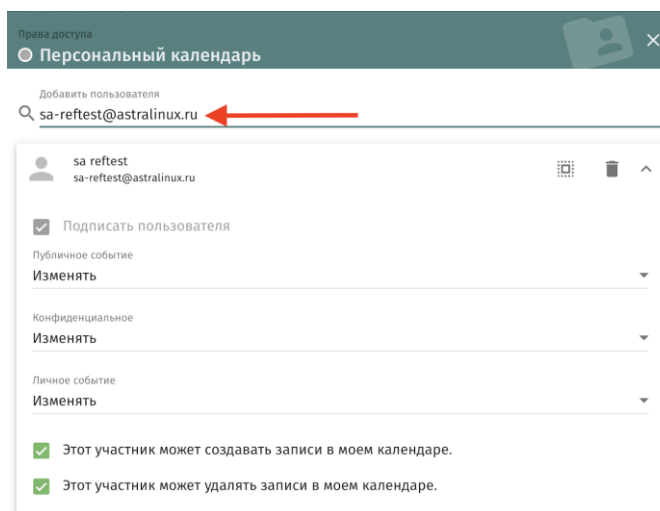 Права доступа
Персональный календарь
Добавить пользователя
sa-reftest@astralinux.ru
sa reftest
sa-reftest@astralinux.ru
Подписать пользователя
Публичное событие
Изменять
Конфиденциальное
Изменять
Личное событие
Изменять
Этот участник может создавать записи в моем календаре.
Этот участник может удалять записи в моем календаре.